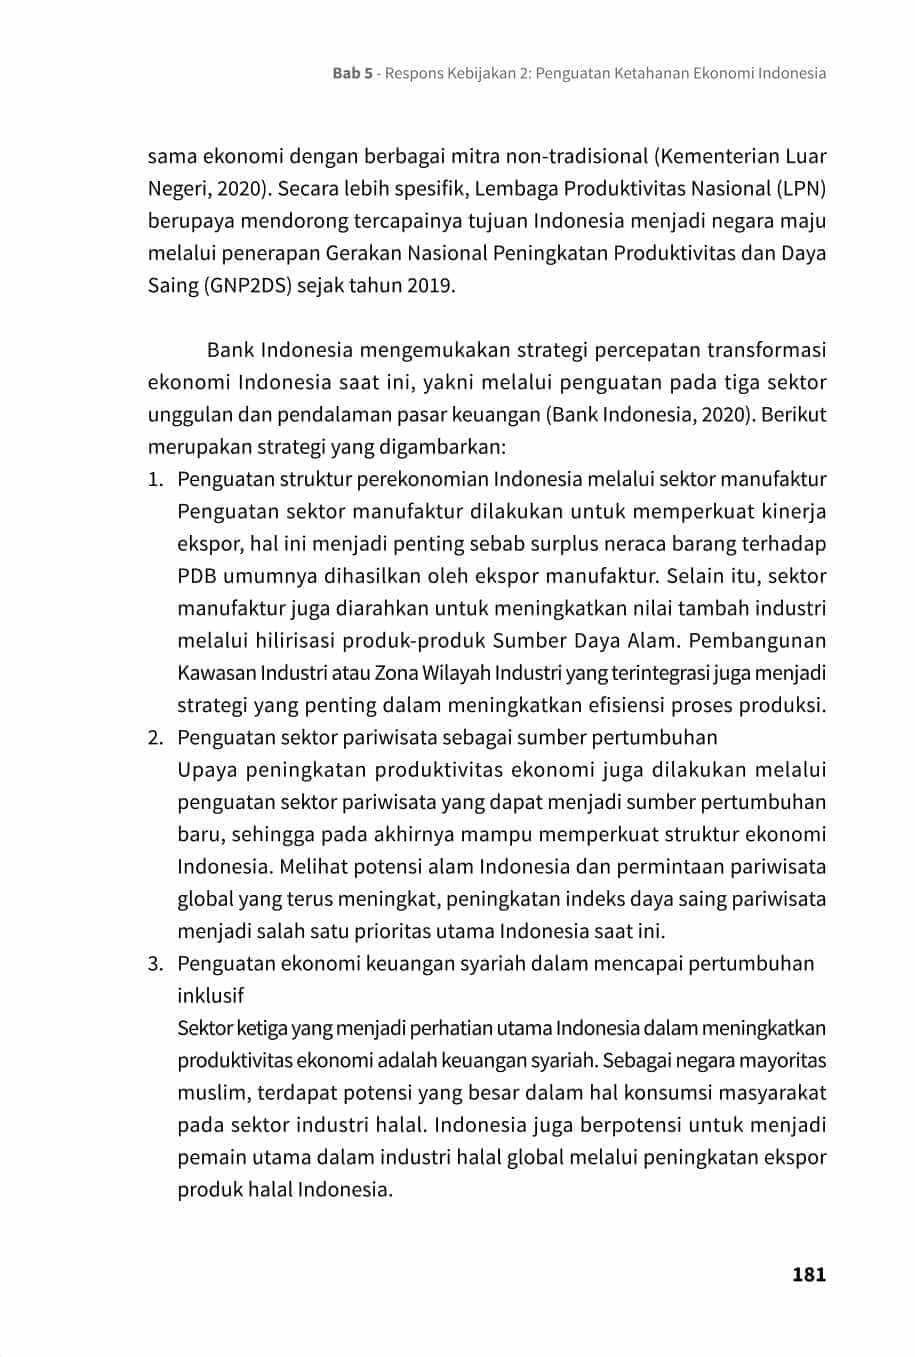 Bab 5 - Respons Kebijakan 2: Penguatan Ketahanan Ekonomi Indonesia
sama ekonomi dengan berbagai mitra non-tradisional (Kementerian Luar
Negeri, 2020). Secara lebih spesifik, Lembaga Produktivitas Nasional (LPN)
berupaya mendorong tercapainya tujuan Indonesia menjadi negara maju
melalui penerapan Gerakan Nasional Peningkatan Produktivitas dan Daya
Saing (GNP2DS) sejak tahun 2019.
Bank Indonesia mengemukakan strategi percepatan transformasi
ekonomi Indonesia saat ini, yakni melalui penguatan pada tiga sektor
unggulan dan pendalaman pasar keuangan (Bank Indonesia, 2020). Berikut
merupakan strategi yang digambarkan:
1. Penguatan struktur perekonomian Indonesia melalui sektor manufaktur
Penguatan sektor manufaktur dilakukan untuk memperkuat kinerja
ekspor, hal ini menjadi penting sebab surplus neraca barang terhadap
PDB umumnya dihasilkan oleh ekspor manufaktur. Selain itu, sektor
manufaktur juga diarahkan untuk meningkatkan nilai tambah industri
melalui hilirisasi produk-produk Sumber Daya Alam. Pembangunan
Kawasan Industri atau Zona Wilayah Industri yang terintegrasi juga menjadi
strategi yang penting dalam meningkatkan efisiensi proses produksi.
2. Penguatan sektor pariwisata sebagai sumber pertumbuhan
Upaya peningkatan produktivitas ekonomi juga dilakukan melalui
penguatan sektor pariwisata yang dapat menjadi sumber pertumbuhan
baru, sehingga pada akhirnya mampu memperkuat struktur ekonomi
Indonesia. Melihat potensi alam Indonesia dan permintaan pariwisata
global yang terus meningkat, peningkatan indeks daya saing pariwisata
menjadi salah satu prioritas utama Indonesia saat ini.
3. Penguatan ekonomi keuangan syariah dalam mencapai pertumbuhan
inklusif
Sektor ketiga yang menjadi perhatian utama Indonesia dalam meningkatkan
produktivitas ekonomi adalah keuangan syariah. Sebagai negara mayoritas
muslim, terdapat potensi yang besar dalam hal konsumsi masyarakat
pada sektor industri halal. Indonesia juga berpotensi untuk menjadi
pemain utama dalam industri halal global melalui peningkatan ekspor
produk halal Indonesia.
181